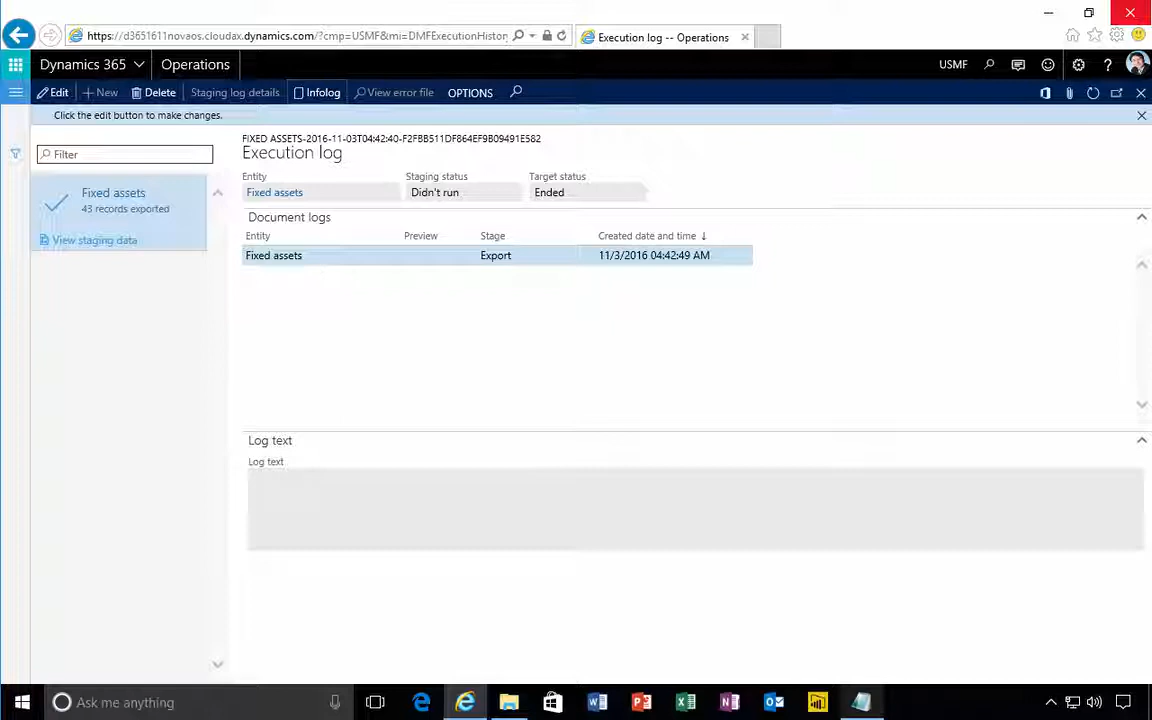 https://d3651611novaos.cloudax.dynamics.com/?cmp=USMF&mi=DMFExecutionHistory
Execution log -- Operations
Dynamics 365
Operations
USMF
?
Edit
New
Delete
Staging log details
Infolog
View error file
OPTIONS
Click the edit button to make changes.
FIXED ASSETS-2016-11-03T04:42:40-F2FBB511DF864EF9B09491E582
Execution log
Filter
Entity
Staging status
Target status
Fixed assets
Didn't run
Ended
Fixed assets
43 records exported
View staging data
Document logs
Entity
Preview
Stage
Created date and time
Fixed assets
Export
11/3/2016 04:42:49 AM
Log text
Log text
Ask me anything